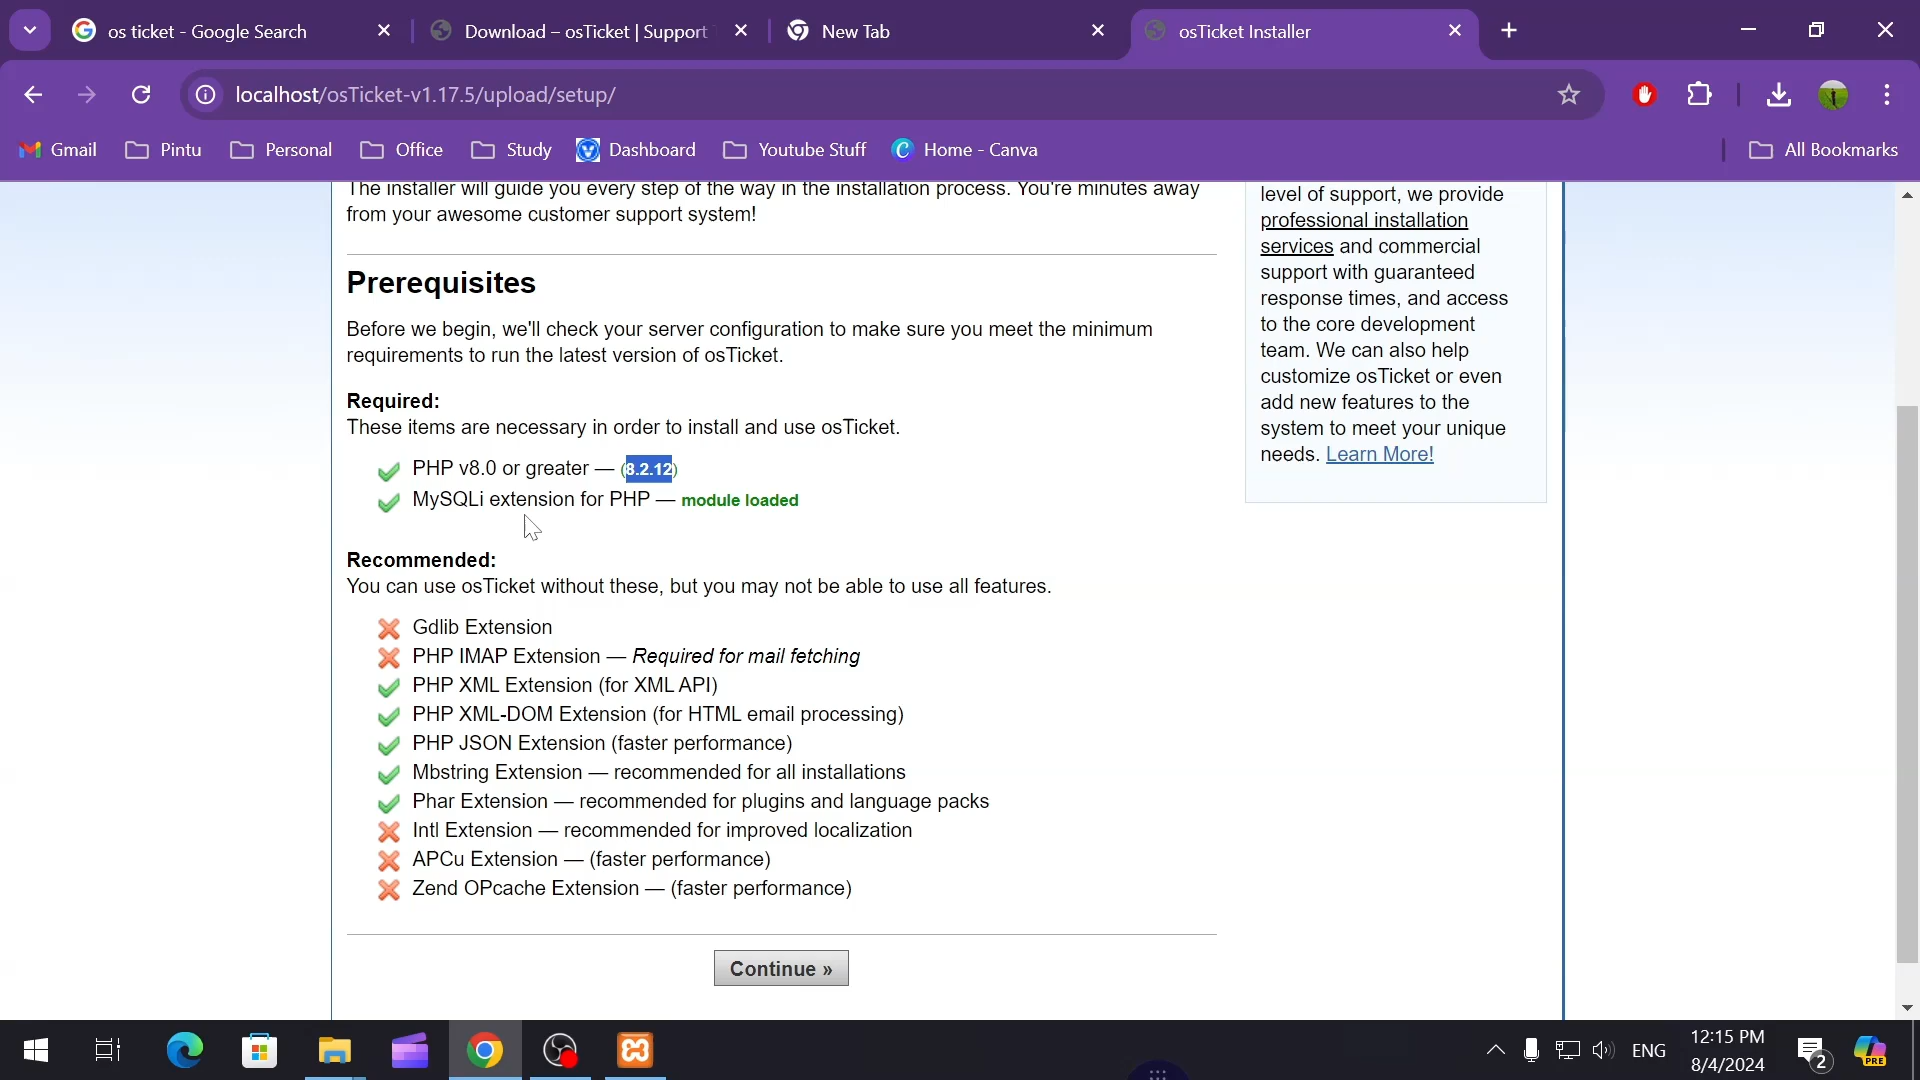 os ticket - Google Search
Download – osTicket | Support
New Tab
osTicket Installer
localhost/osTicket-v1.17.5/upload/setup/
Gmail
Pintu
Personal
Office
Study
Dashboard
Youtube Stuff
Home - Canva
All Bookmarks
The installer will guide you every step of the way in the installation process. You're minutes away
from your awesome customer support system!
Prerequisites
Before we begin, we'll check your server configuration to make sure you meet the minimum
requirements to run the latest version of osTicket.
Required:
These items are necessary in order to install and use osTicket.
PHP v8.0 or greater — (8.2.12)
MySQLi extension for PHP — module loaded
Recommended:
You can use osTicket without these, but you may not be able to use all features.
Gdlib Extension
PHP IMAP Extension — Required for mail fetching
PHP XML Extension (for XML API)
PHP XML-DOM Extension (for HTML email processing)
PHP JSON Extension (faster performance)
Mbstring Extension — recommended for all installations
Phar Extension — recommended for plugins and language packs
Intl Extension — recommended for improved localization
APCu Extension — (faster performance)
Zend OPcache Extension — (faster performance)
Continue »
level of support, we provide
professional installation
services and commercial
support with guaranteed
response times, and access
to the core development
team. We can also help
customize osTicket or even
add new features to the
system to meet your unique
needs. Learn More!
ENG
12:15 PM
8/4/2024
2
PRE